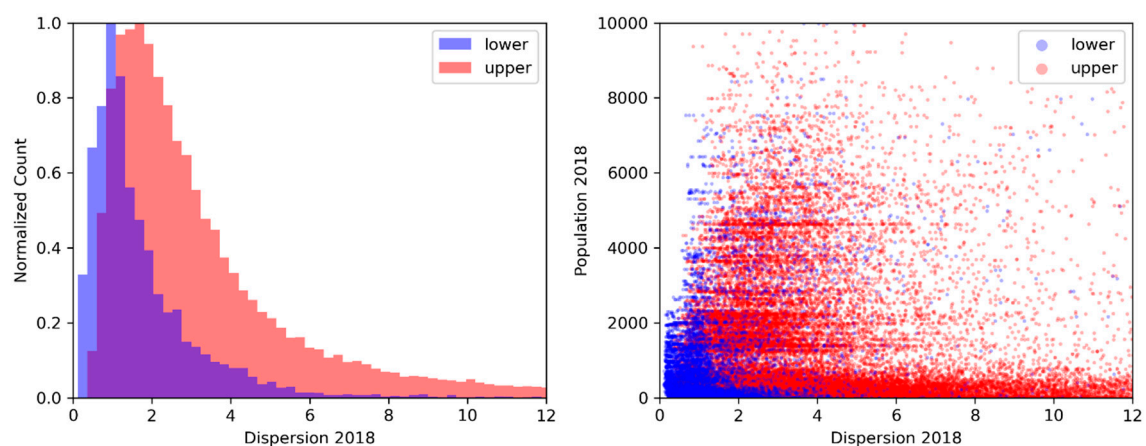 1.0
0.8
0.6
0.4
0.2
0.0
Normalized Count
0 2 4 6 8 10 12
Dispersion 2018
lower
upper
10000
8000
6000
4000
2000
0
Population 2018
0 2 4 6 8 10 12
Dispersion 2018
lower
upper